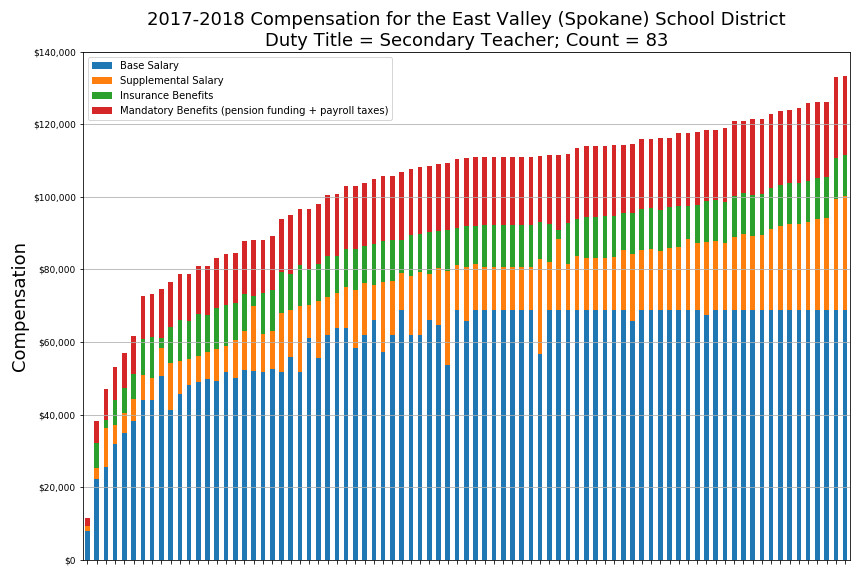 2017-2018 Compensation for the East Valley (Spokane) School District
Duty Title = Secondary Teacher; Count = 83
$140,000
Base Salary
Supplemental Salary
Insurance Benefits
Mandatory Benefits (pension funding + payroll taxes)
$120,000
$100,000
$80,000
Compensation
$60,000
$40,000
$20,000
$0